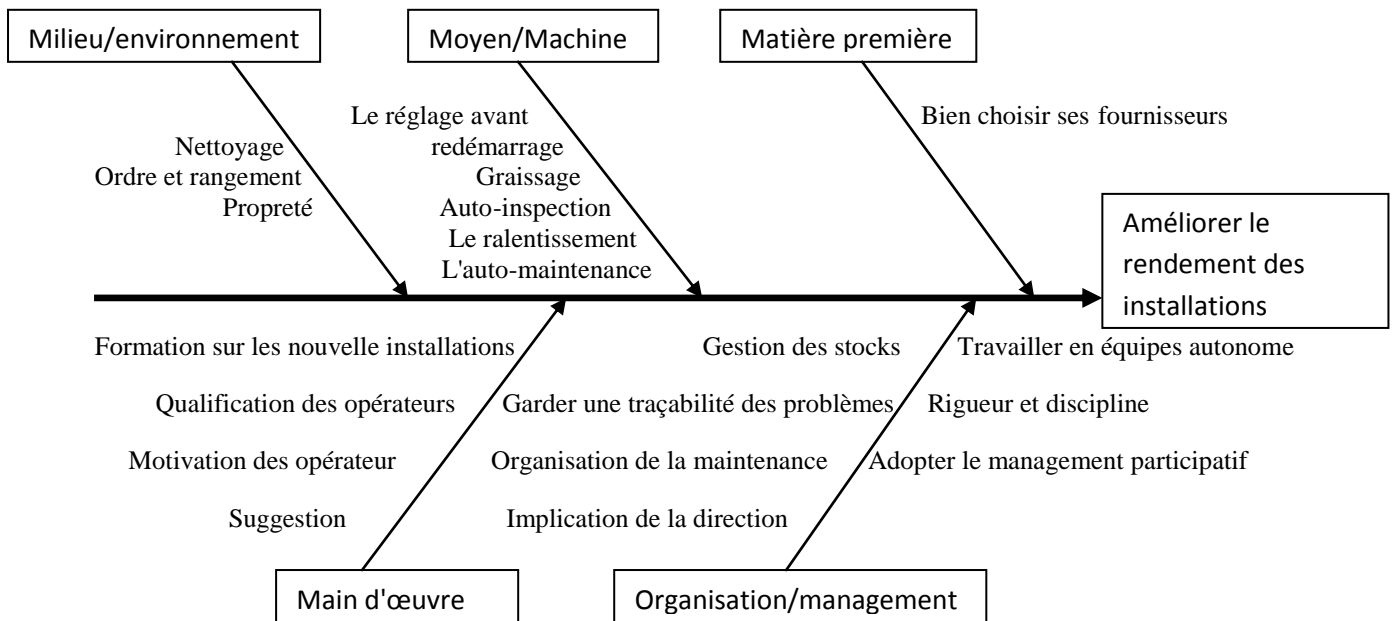 Milieu/environnement
Moyen/Machine
Matière première
Le réglage avant
redémarrage
Graissage
Auto-inspection
Le ralentissement
L'auto-maintenance
Bien choisir ses fournisseurs
Nettoyage
Ordre et rangement
Propreté
Améliorer le
rendement des
installations
Formation sur les nouvelle installations
Qualification des opérateurs
Motivation des opérateur
Suggestion
Gestion des stocks
Garder une traçabilité des problèmes
Organisation de la maintenance
Implication de la direction
Travailler en équipes autonome
Rigueur et discipline
Adopter le management participatif
Main d'œuvre
Organisation/management